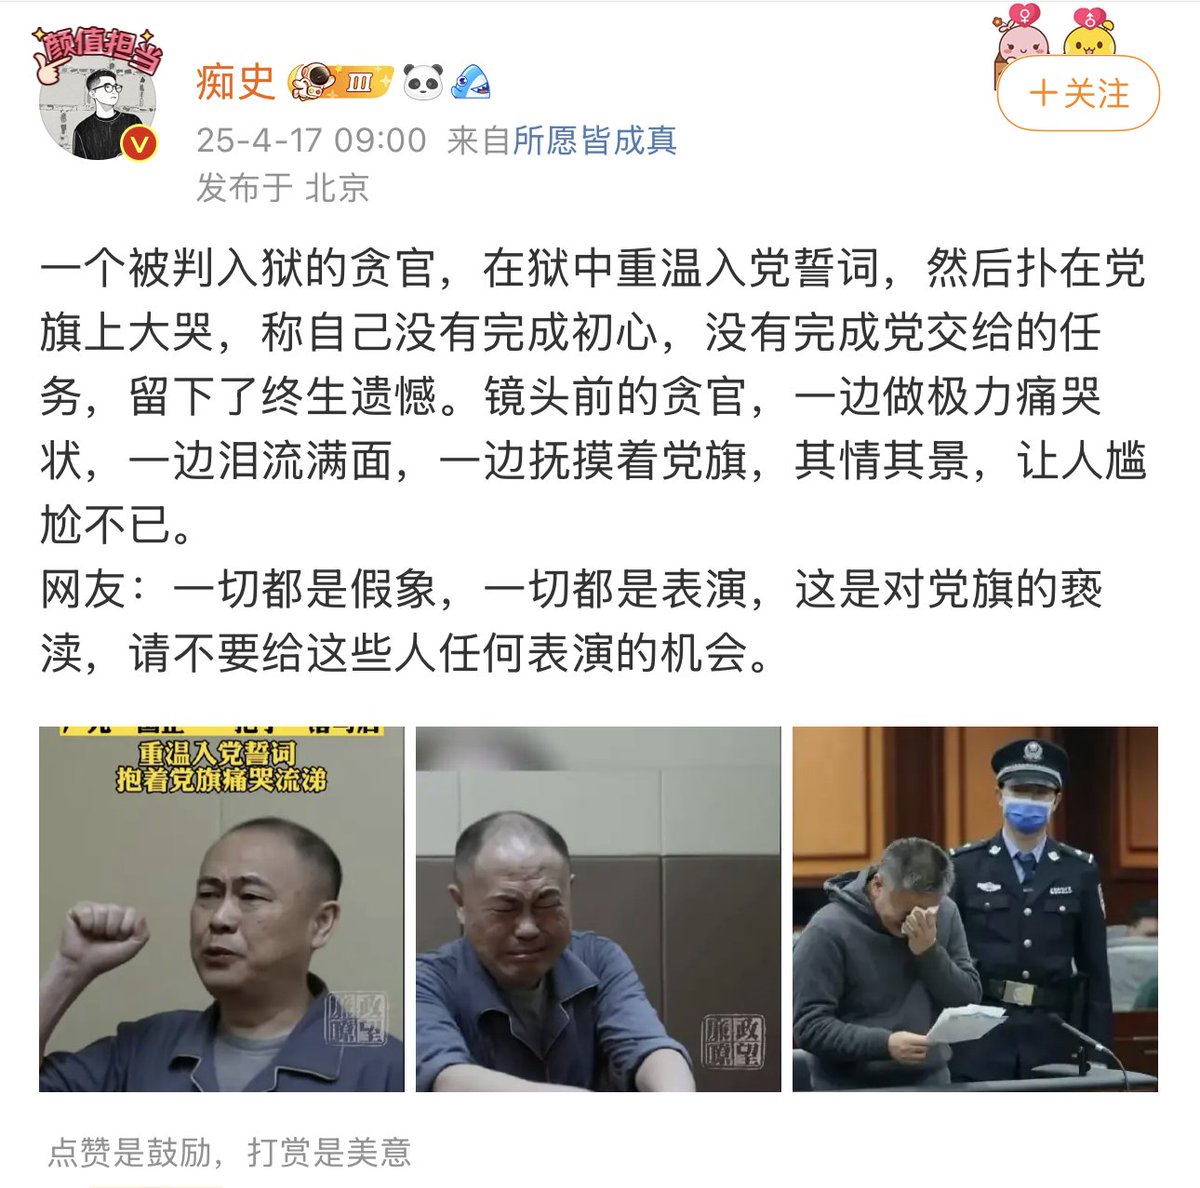 颜值担当
痴史
III
+关注
25-4-17 09:00 来自所愿皆成真
发布于 北京
一个被判入狱的贪官，在狱中重温入党誓词，然后扑在党
旗上大哭，称自己没有完成初心，没有完成党交给的任
务，留下了终生遗憾。镜头前的贪官，一边做极力痛哭
状，一边泪流满面，一边抚摸着党旗，其情其景，让人尴
尬不已。
网友：一切都是假象，一切都是表演，这是对党旗的亵
渎，请不要给这些人任何表演的机会。
重温入党誓词
抱着党旗痛哭流涕
廉政瞭望
廉政瞭望
点赞是鼓励，打赏是美意